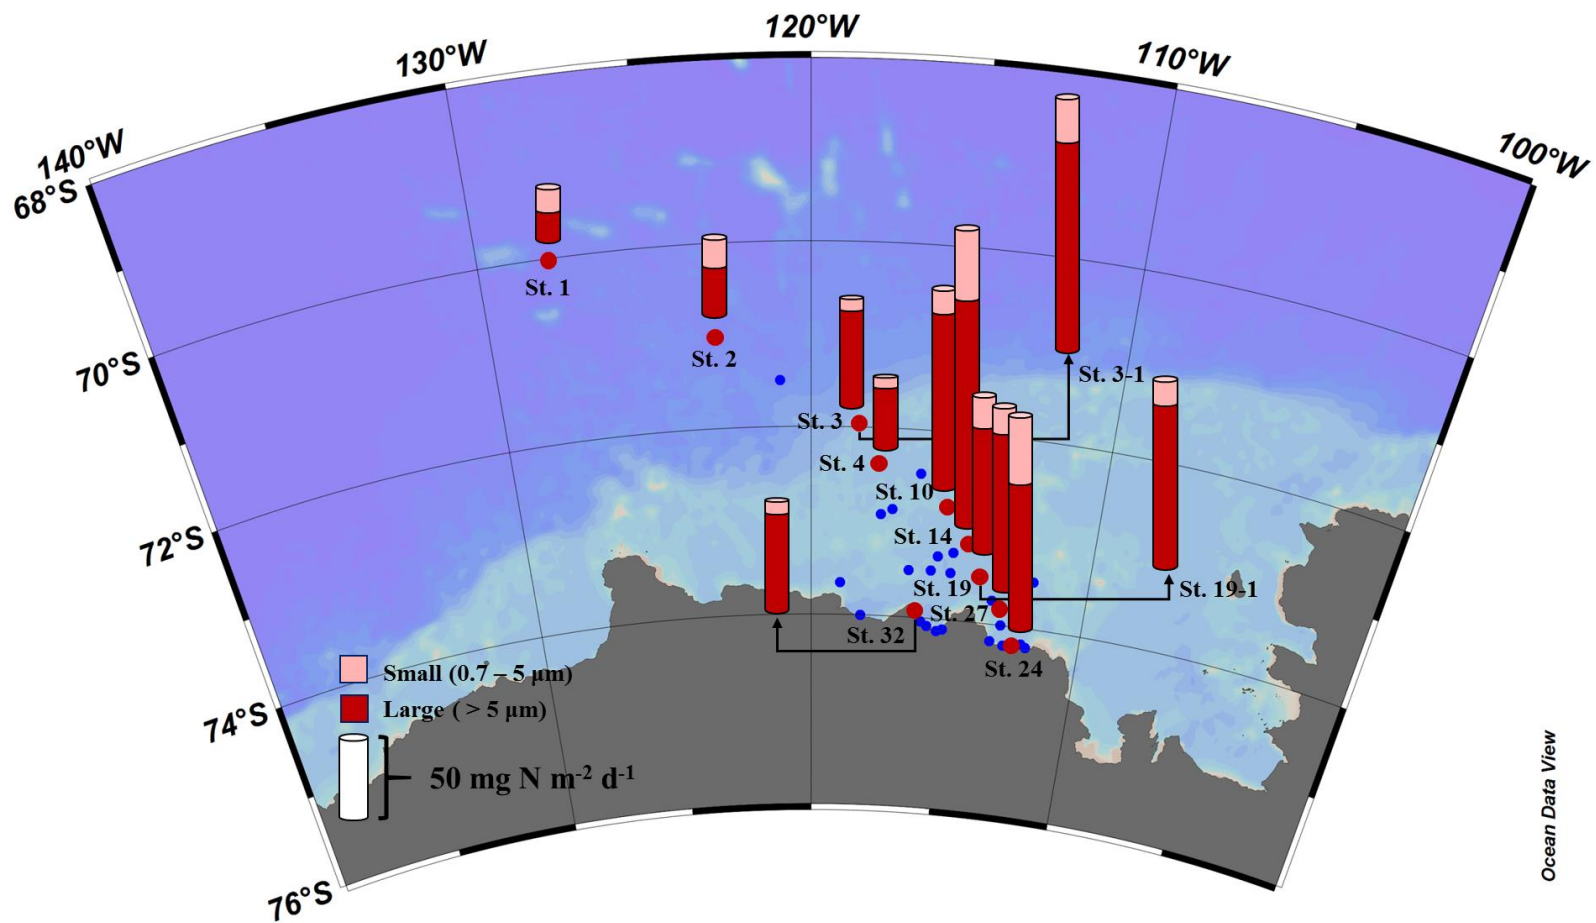 120°W
130°W
110°W
140°W
100°W
68°S
St. 1
St. 2
70°S
St. 3-1
St. 3
St. 4
St. 10
72°S
St. 14
St. 19
St. 19-1
St. 27
St. 32
St. 24
Small (0.7 – 5 μm)
Large ( > 5 μm)
74°S
50 mg N m-2 d-1
76°S
Ocean Data View